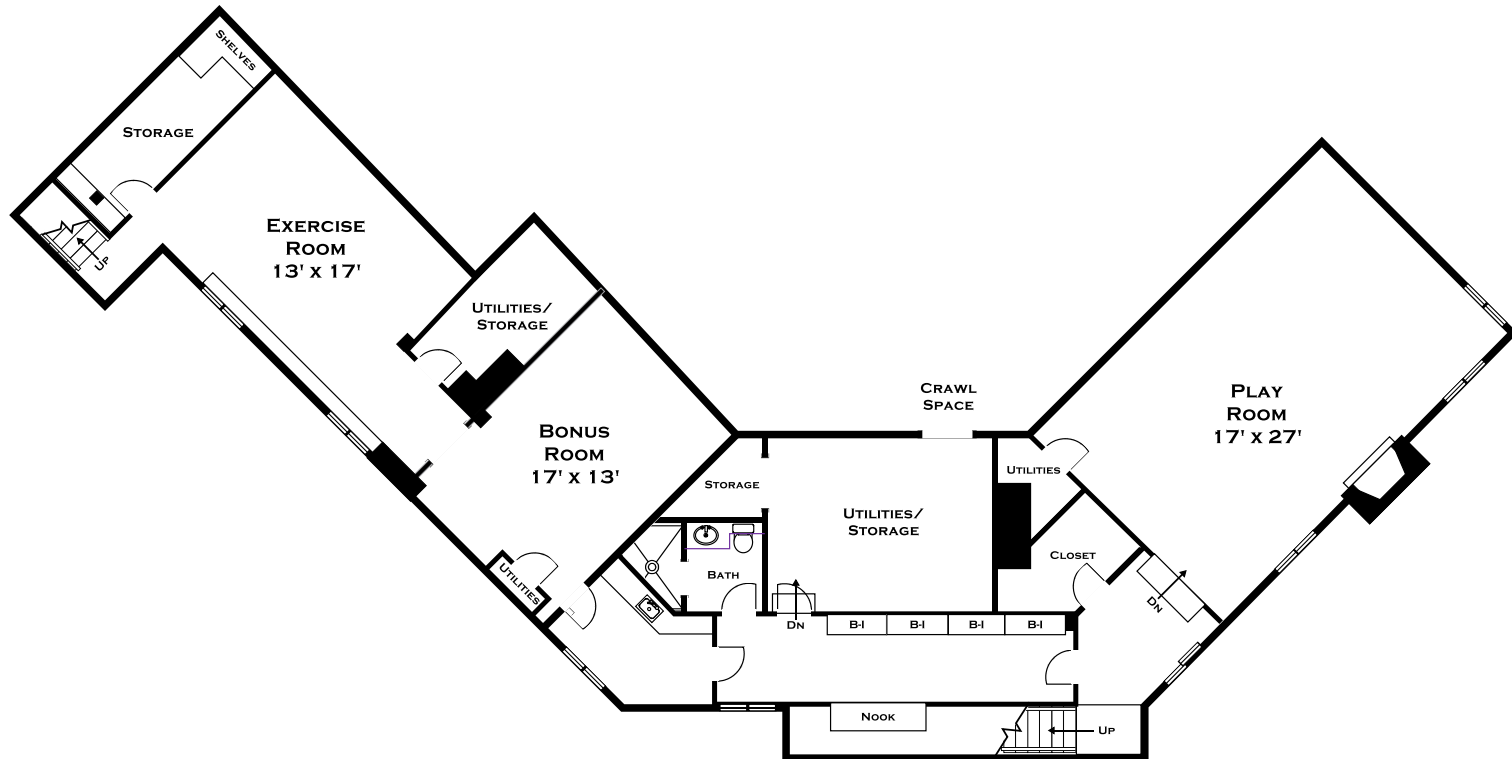 SHELVES
STORAGE
EXERCISE
ROOM
13' X 17'
UP
UTILITIES/
STORAGE
BONUS
ROOM
17' X 13'
CRAWL
SPACE
PLAY
ROOM
17' X 27'
STORAGE
UTILITIES
UTILITIES/
STORAGE
CLOSET
BATH
UTILITIES
DN
DN
B-I
B-I
B-I
B-I
NOOK
UP